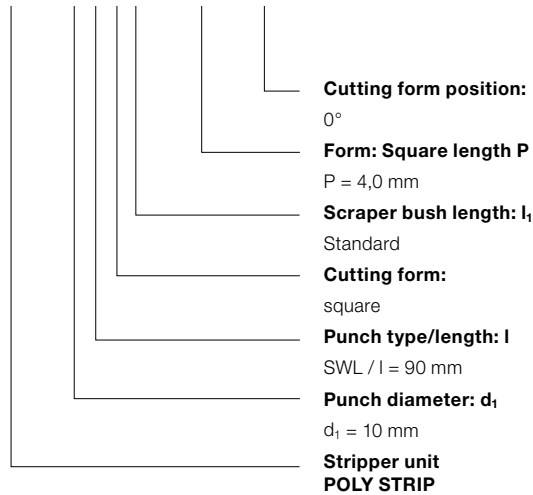 Cutting form position:
0°
Form: Square length P
P = 4,0 mm
Scraper bush length: l₁
Standard
Cutting form:
square
Punch type/length: l
SWL / l = 90 mm
Punch diameter: d₁
d₁ = 10 mm
Stripper unit
POLY STRIP